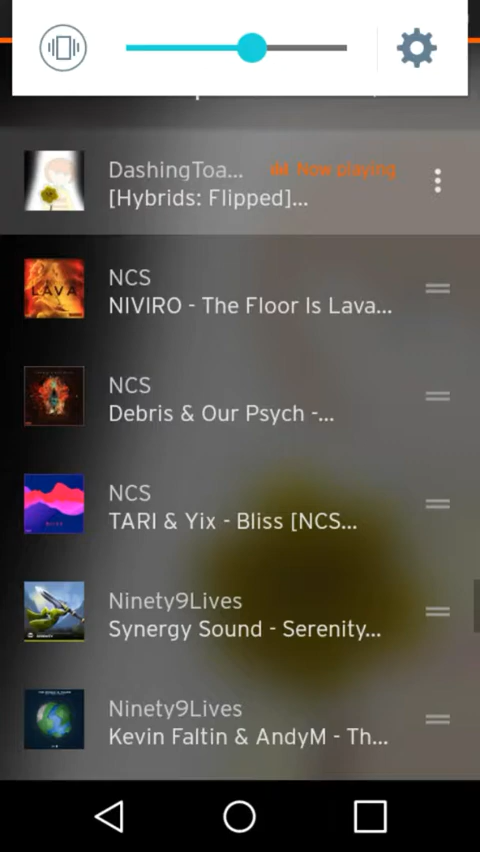 DashingToa...
Now playing
[Hybrids: Flipped]...
LAVA
NCS
NIVIRO - The Floor Is Lava...
NCS
Debris & Our Psych -...
NCS
TARI & Yix - Bliss [NCS...
Ninety9Lives
Synergy Sound - Serenity...
Ninety9Lives
Kevin Faltin & AndyM - Th...